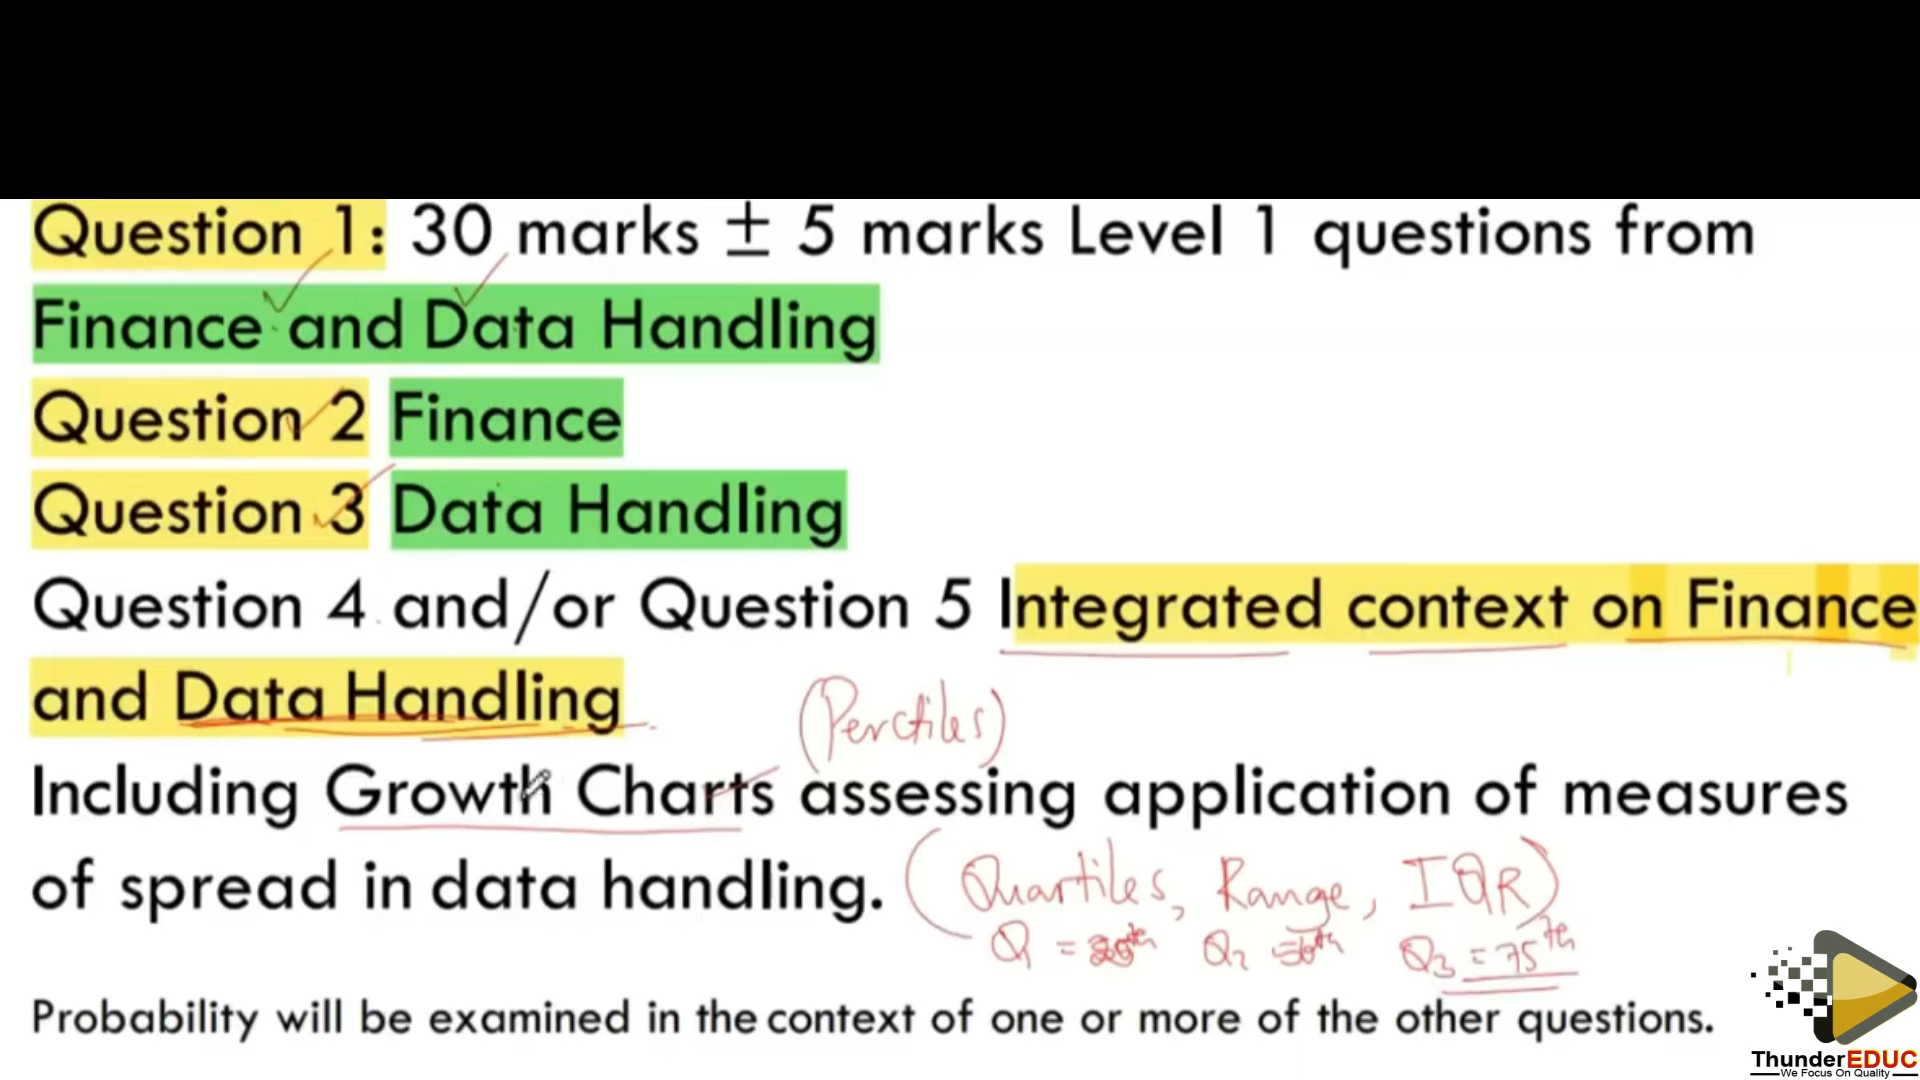 Question 1: 30 marks ± 5 marks Level 1 questions from
Finance and Data Handling
Question 2 Finance
Question 3 Data Handling
Question 4 and/or Question 5 Integrated context on Finance
and Data Handling
(Perctiles)
Including Growth Charts assessing application of measures
of spread in data handling. (Quartiles, Range, IQR)
Q2 = 50th Q3 = 75th
Probability will be examined in the context of one or more of the other questions.
ThunderEDUC
We Focus On Quality